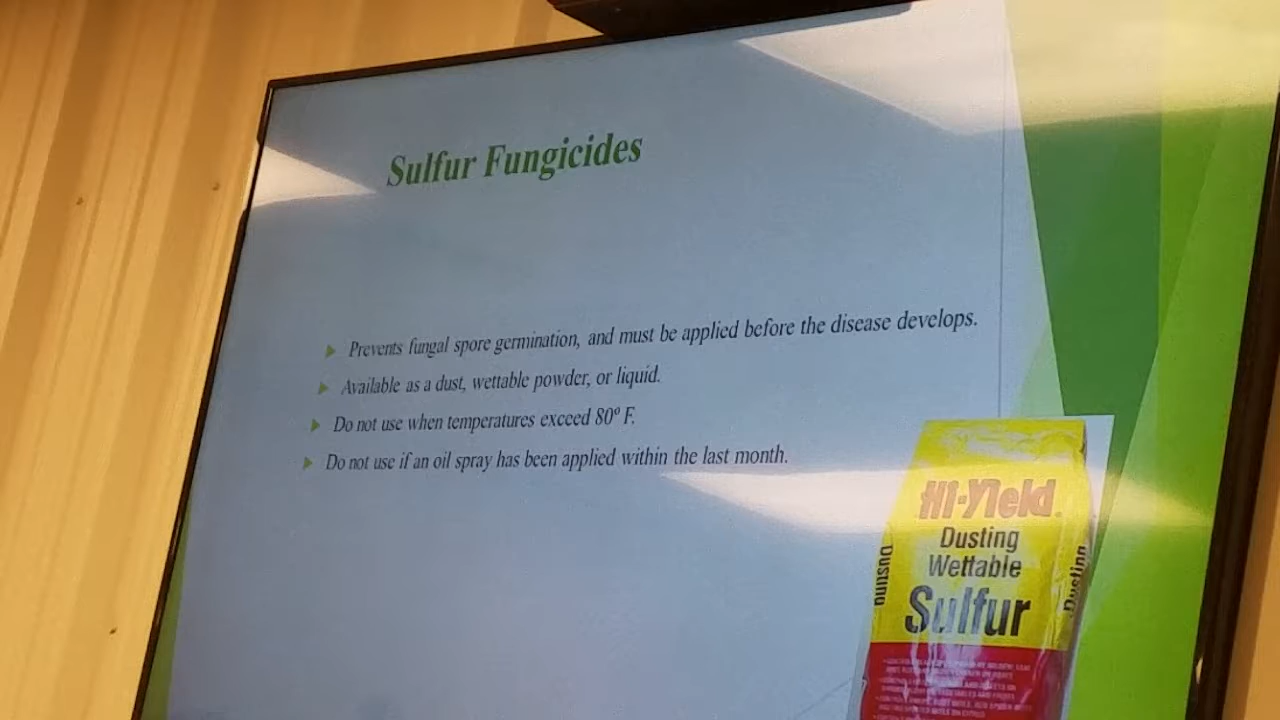 Sulfur Fungicides
Prevents fungal spore germination, and must be applied before the disease develops.
Available as a dust, wettable powder, or liquid.
Do not use when temperatures exceed 80º F.
Do not use if an oil spray has been applied within the last month.
Hi-Yield
Dusting
Wettable
Sulfur
Dusting
Dusting